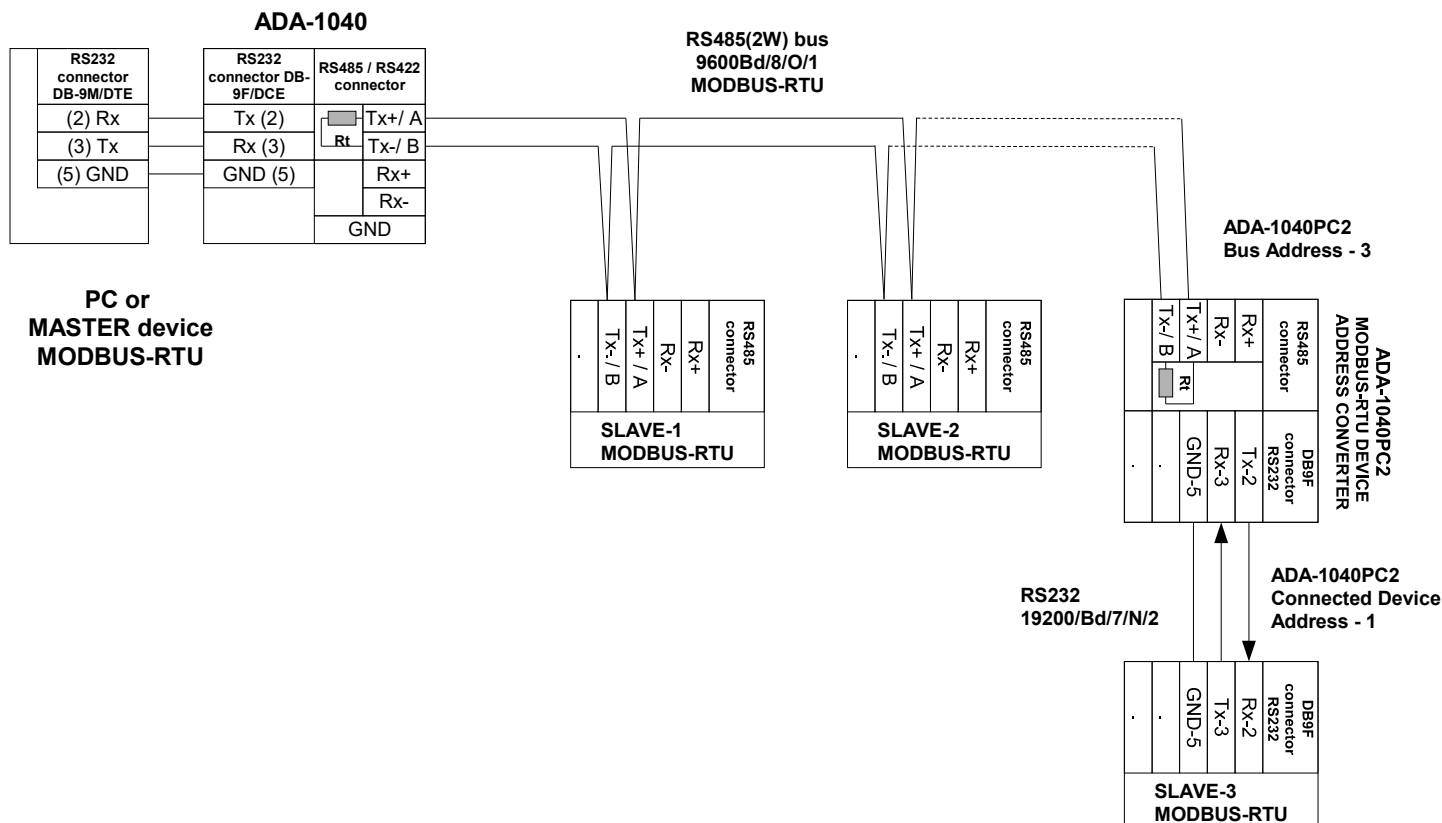 ADA-1040
RS232
connector
DB-9M/DTE
(2) Rx
(3) Tx
(5) GND
RS232
connector DB-
9F/DCE
Tx (2)
Rx (3)
GND (5)
RS485 / RS422
connector
Rt
Tx+/ A
Tx-/ B
Rx+
Rx-
GND
PC or
MASTER device
MODBUS-RTU
RS485(2W) bus
9600Bd/8/O/1
MODBUS-RTU
.
Tx-/ B
Tx+ / A
Rx-
Rx+
RS485
connector
SLAVE-1
MODBUS-RTU
.
Tx-/ B
Tx+ / A
Rx-
Rx+
RS485
connector
SLAVE-2
MODBUS-RTU
ADA-1040PC2
Bus Address - 3
Tx-/ B
Tx+/ A
Rx-
Rx+
RS485
connector
Rt
ADA-1040PC2
MODBUS-RTU DEVICE
ADDRESS CONVERTER
.
.
GND-5
Rx-3
Tx-2
DB9F
connector
RS232
RS232
19200/Bd/7/N/2
ADA-1040PC2
Connected Device
Address - 1
.
.
GND-5
Tx-3
Rx-2
DB9F
connector
RS232
SLAVE-3
MODBUS-RTU